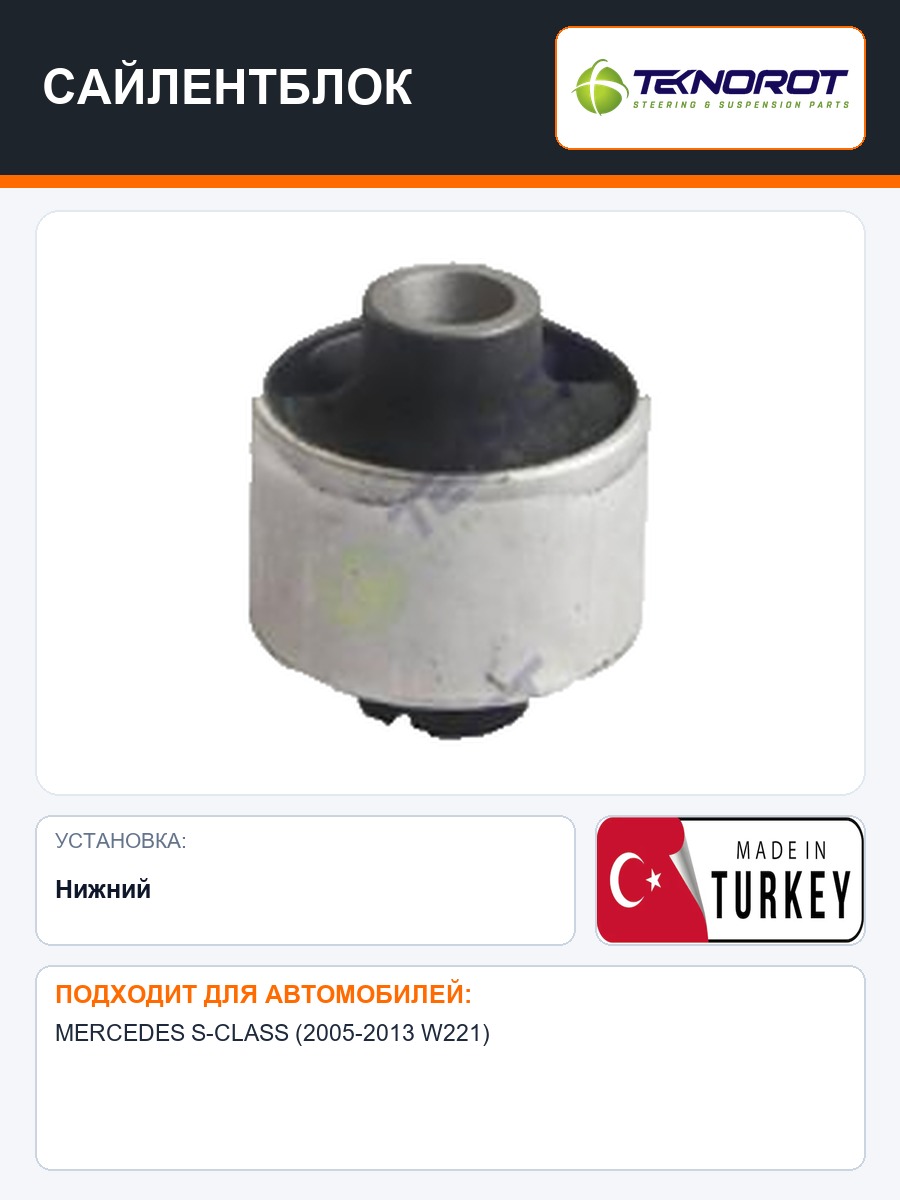 САЙЛЕНТБЛОК
TEKNOROT
STEERING & SUSPENSION PARTS
УСТАНОВКА:
Нижний
MADE IN
TURKEY
ПОДХОДИТ ДЛЯ АВТОМОБИЛЕЙ:
MERCEDES S-CLASS (2005-2013 W221)